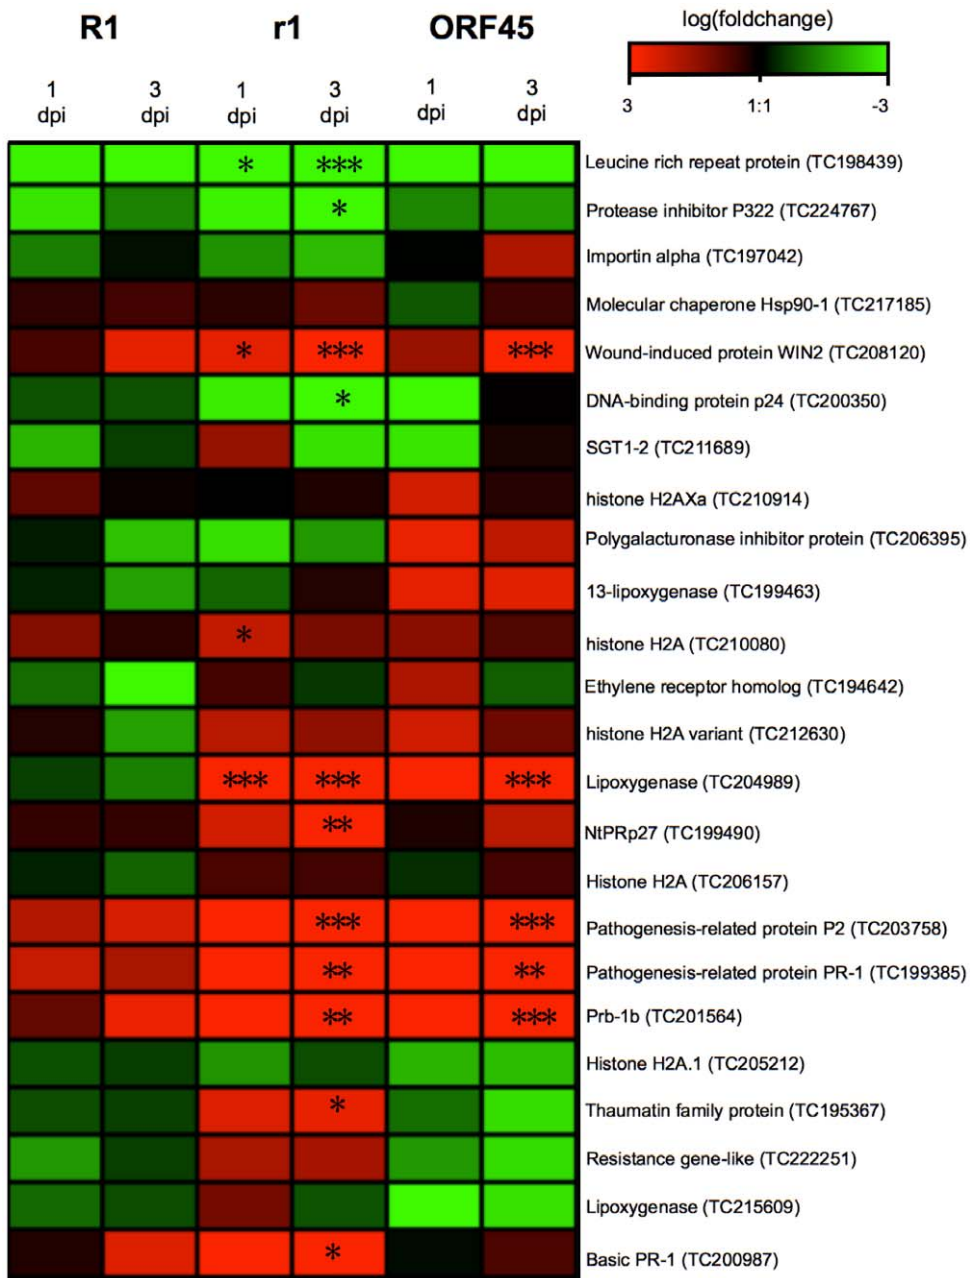 R1 r1 ORF45
log(foldchange)
3 1:1 -3
1 3 1 3 1 3
dpi dpi dpi dpi dpi dpi
* *** Leucine rich repeat protein (TC198439)
* Protease inhibitor P322 (TC224767)
Importin alpha (TC197042)
Molecular chaperone Hsp90-1 (TC217185)
* *** *** Wound-induced protein WIN2 (TC208120)
* DNA-binding protein p24 (TC200350)
SGT1-2 (TC211689)
histone H2AXa (TC210914)
Polygalacturonase inhibitor protein (TC206395)
13-lipoxygenase (TC199463)
* histone H2A (TC210080)
Ethylene receptor homolog (TC194642)
histone H2A variant (TC212630)
*** *** *** Lipoxygenase (TC204989)
** NtPRp27 (TC199490)
Histone H2A (TC206157)
*** *** Pathogenesis-related protein P2 (TC203758)
** ** Pathogenesis-related protein PR-1 (TC199385)
** *** Prb-1b (TC201564)
Histone H2A.1 (TC205212)
* Thaumatin family protein (TC195367)
Resistance gene-like (TC222251)
Lipoxygenase (TC215609)
* Basic PR-1 (TC200987)